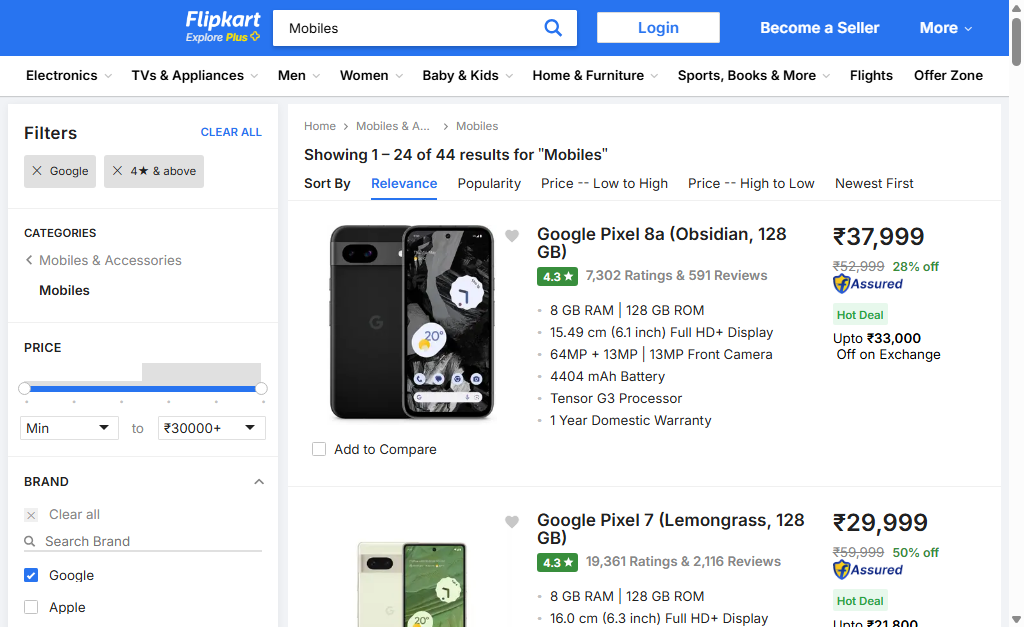 Flipkart
Explore Plus
Mobiles
Login
Become a Seller
More
Electronics
TVs & Appliances
Men
Women
Baby & Kids
Home & Furniture
Sports, Books & More
Flights
Offer Zone
Filters
CLEAR ALL
Google
4★ & above
CATEGORIES
Mobiles & Accessories
Mobiles
PRICE
Min
to
₹30000+
BRAND
Clear all
Search Brand
Google
Apple
Home
Mobiles & A...
Mobiles
Showing 1 – 24 of 44 results for "Mobiles"
Sort By
Relevance
Popularity
Price -- Low to High
Price -- High to Low
Newest First
Google Pixel 8a (Obsidian, 128
GB)
4.3 ★
7,302 Ratings & 591 Reviews
8 GB RAM | 128 GB ROM
15.49 cm (6.1 inch) Full HD+ Display
64MP + 13MP | 13MP Front Camera
4404 mAh Battery
Tensor G3 Processor
1 Year Domestic Warranty
20°
Add to Compare
₹37,999
₹52,999 28% off
Assured
Hot Deal
Upto ₹33,000
Off on Exchange
Google Pixel 7 (Lemongrass, 128
GB)
4.3 ★
19,361 Ratings & 2,116 Reviews
8 GB RAM | 128 GB ROM
16.0 cm (6.3 inch) Full HD+ Display
20°
₹29,999
₹59,999 50% off
Assured
Hot Deal
Upto ₹21,800